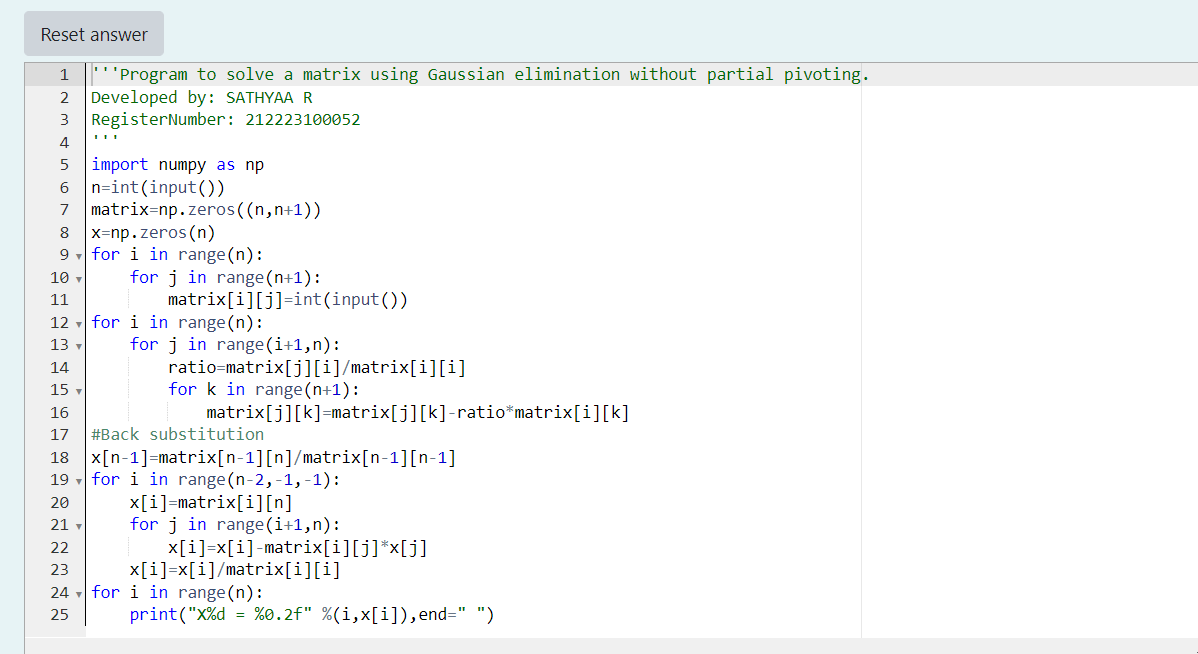 Reset answer
1 '''Program to solve a matrix using Gaussian elimination without partial pivoting.
2 Developed by: SATHYAA R
3 RegisterNumber: 212223100052
4 '''
5 import numpy as np
6 n=int(input())
7 matrix=np.zeros((n,n+1))
8 x=np.zeros(n)
9 for i in range(n):
10     for j in range(n+1):
11         matrix[i][j]=int(input())
12 for i in range(n):
13     for j in range(i+1,n):
14         ratio=matrix[j][i]/matrix[i][i]
15         for k in range(n+1):
16             matrix[j][k]=matrix[j][k]-ratio*matrix[i][k]
17 #Back substitution
18 x[n-1]=matrix[n-1][n]/matrix[n-1][n-1]
19 for i in range(n-2,-1,-1):
20     x[i]=matrix[i][n]
21     for j in range(i+1,n):
22         x[i]=x[i]-matrix[i][j]*x[j]
23     x[i]=x[i]/matrix[i][i]
24 for i in range(n):
25     print("X%d = %0.2f" %(i,x[i]),end=" ")